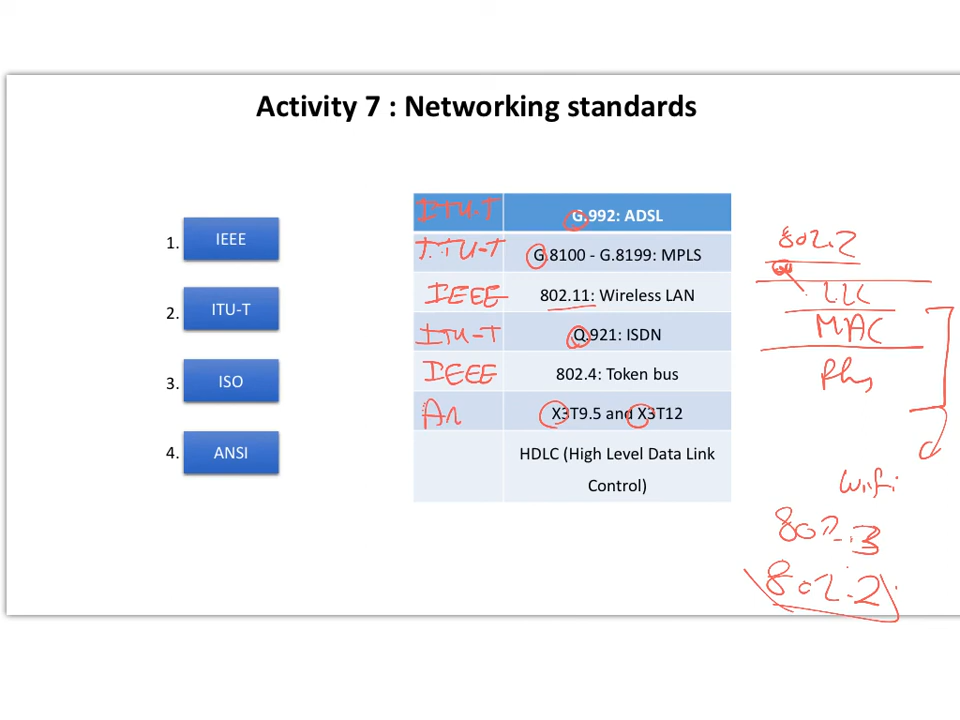 Activity 7 : Networking standards
1. IEEE
2. ITU-T
3. ISO
4. ANSI
ITU-T G.992: ADSL
ITU-T G.8100 - G.8199: MPLS
IEEE 802.11: Wireless LAN
ITU-T Q.921: ISDN
IEEE 802.4: Token bus
An X3T9.5 and X3T12
HDLC (High Level Data Link
Control)
802.2
LLC
MAC
Phy
Wifi
802.3
802.2